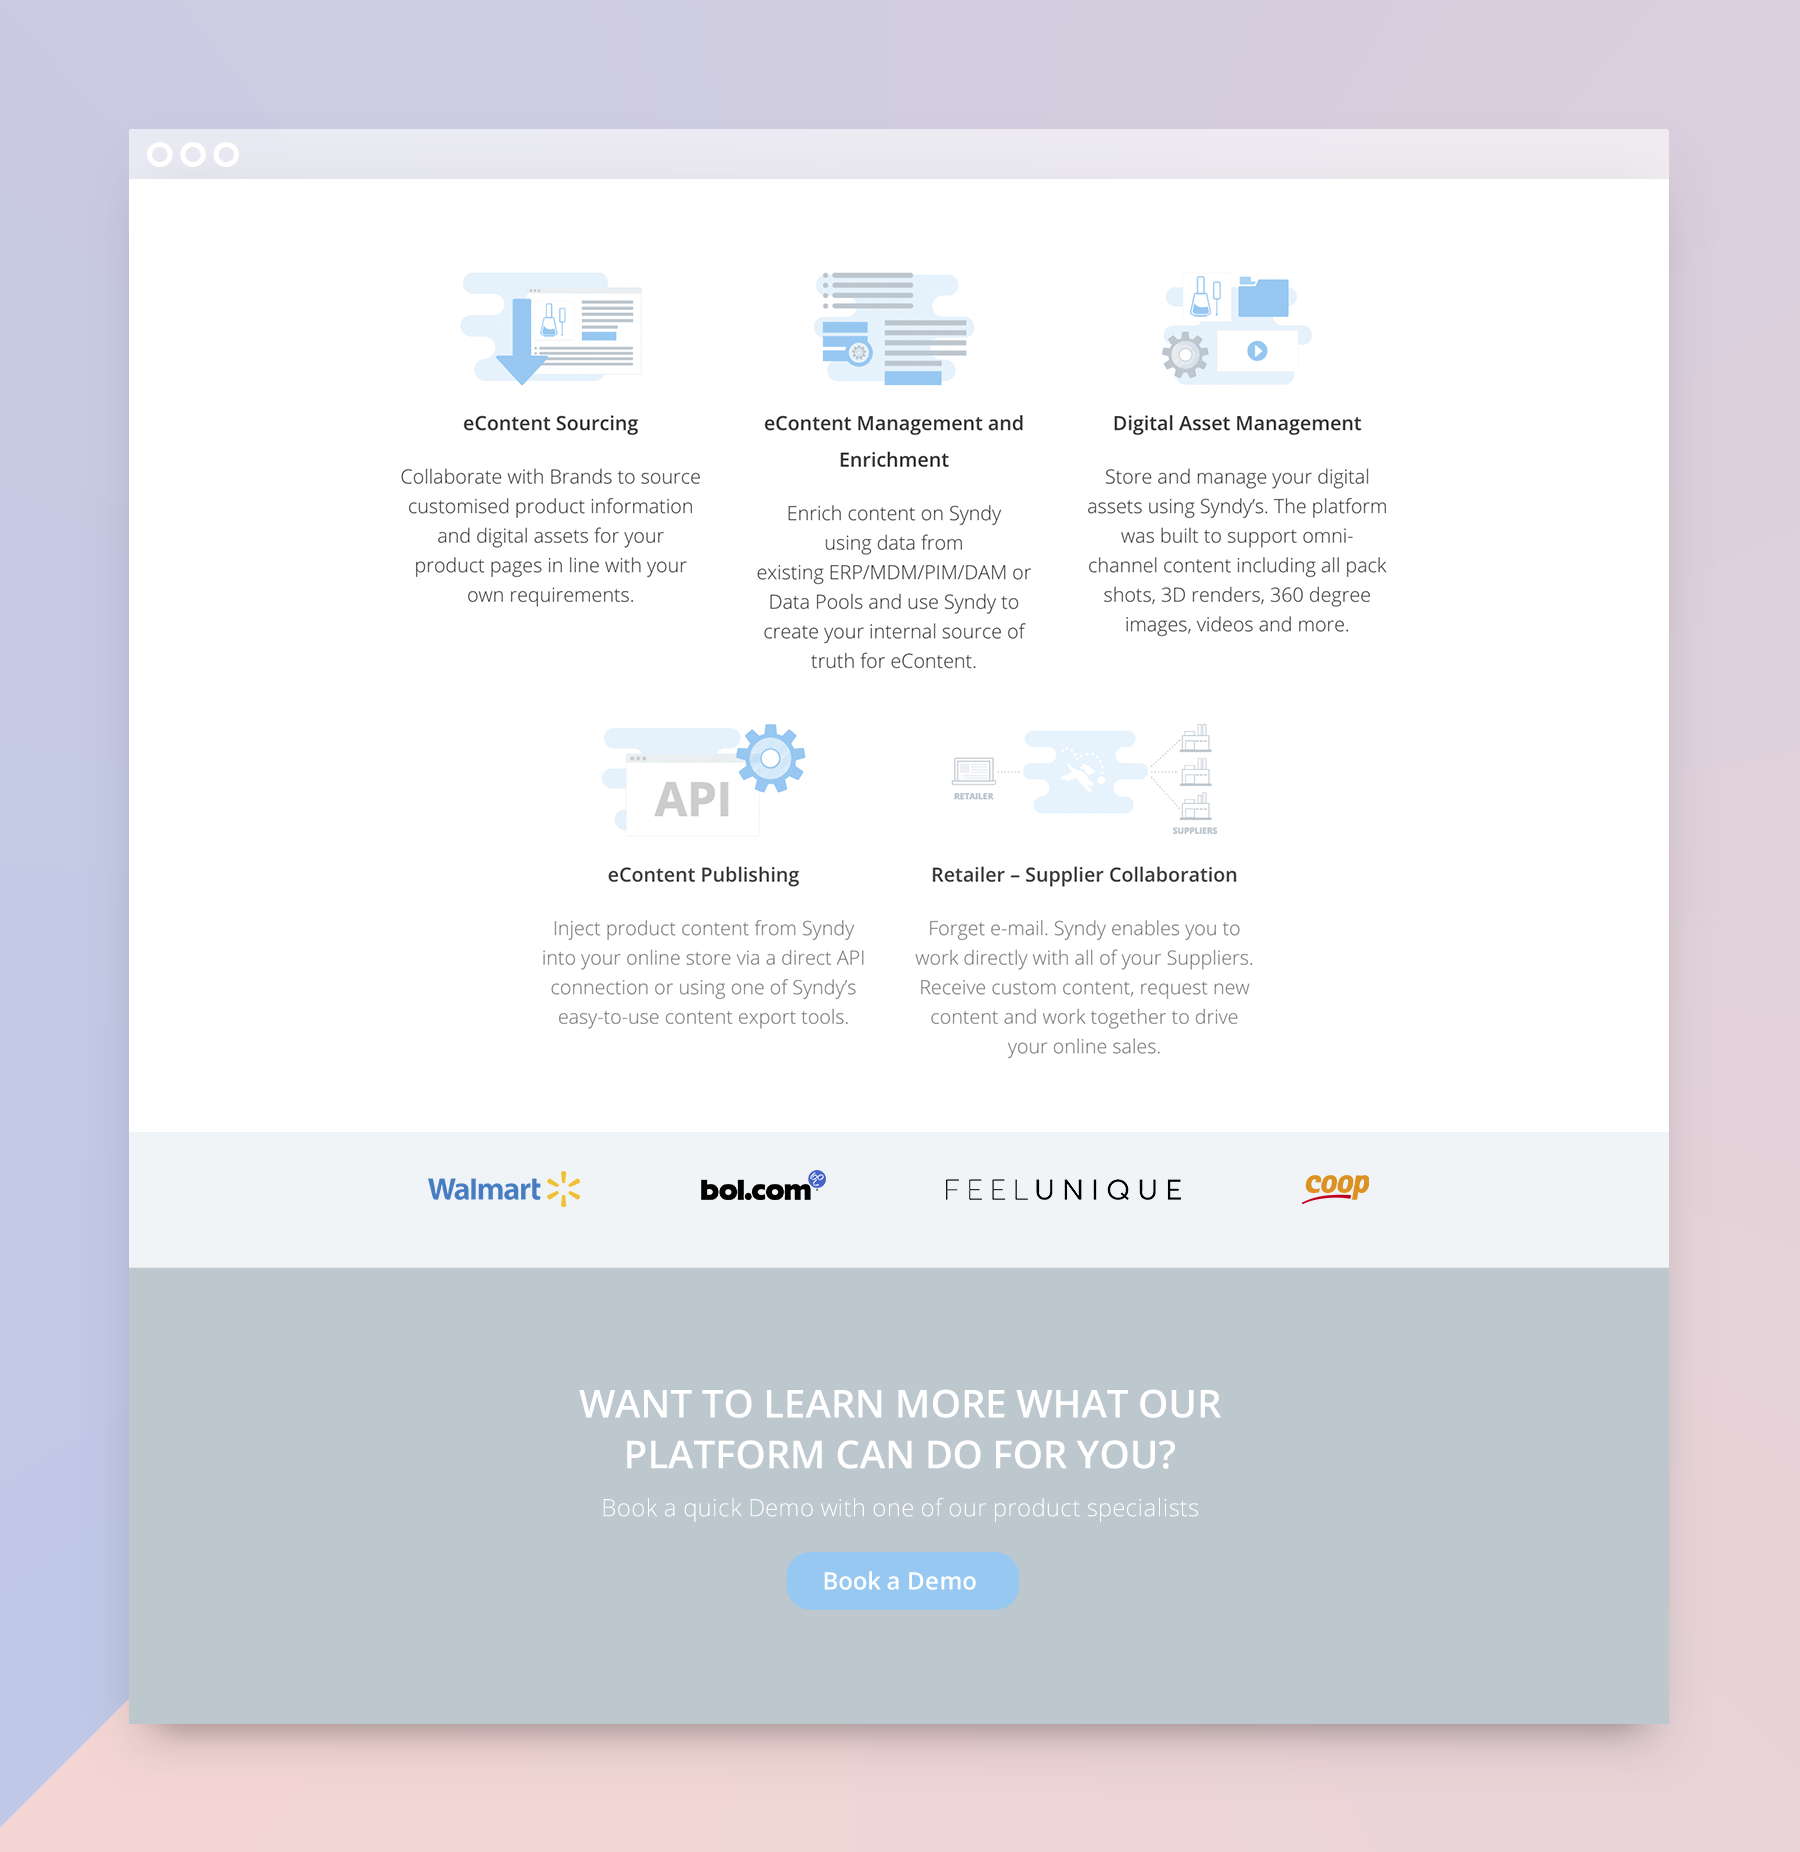 eContent Sourcing
Collaborate with Brands to source
customised product information
and digital assets for your
product pages in line with your
own requirements.
eContent Management and
Enrichment
Enrich content on Syndy
using data from
existing ERP/MDM/PIM/DAM or
Data Pools and use Syndy to
create your internal source of
truth for eContent.
Digital Asset Management
Store and manage your digital
assets using Syndy’s. The platform
was built to support omni-
channel content including all pack
shots, 3D renders, 360 degree
images, videos and more.
API
eContent Publishing
Inject product content from Syndy
into your online store via a direct API
connection or using one of Syndy’s
easy-to-use content export tools.
RETAILER
SUPPLIERS
Retailer – Supplier Collaboration
Forget e-mail. Syndy enables you to
work directly with all of your Suppliers.
Receive custom content, request new
content and work together to drive
your online sales.
Walmart
bol.com
FEELUNIQUE
coop
WANT TO LEARN MORE WHAT OUR
PLATFORM CAN DO FOR YOU?
Book a quick Demo with one of our product specialists
Book a Demo